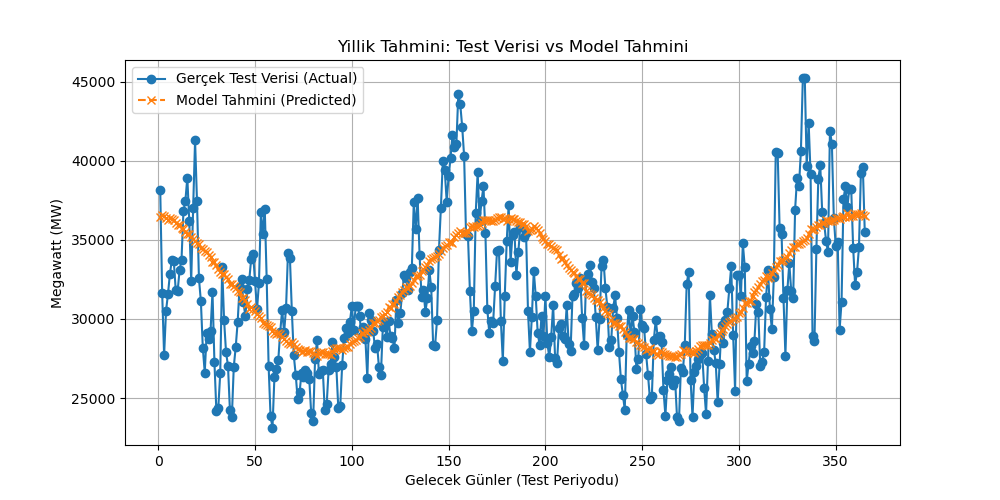 Yillik Tahmini: Test Verisi vs Model Tahmini
Gerçek Test Verisi (Actual)
Model Tahmini (Predicted)
Megawatt (MW)
45000
40000
35000
30000
25000
0 50 100 150 200 250 300 350
Gelecek Günler (Test Periyodu)